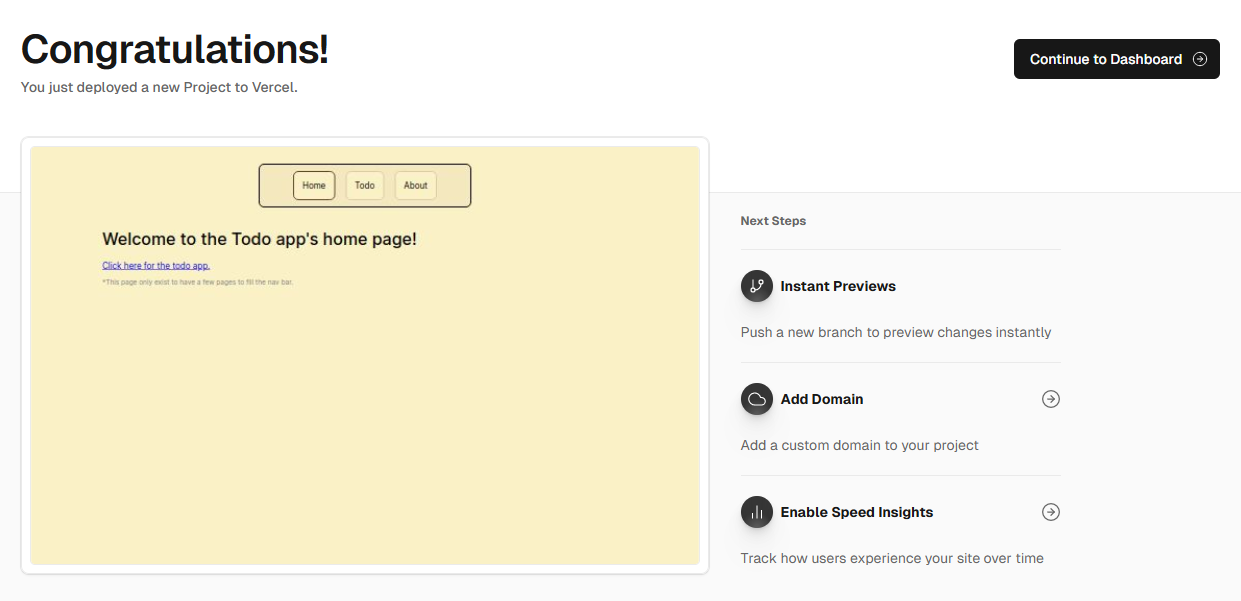 Congratulations!
You just deployed a new Project to Vercel.
Continue to Dashboard
Home
Todo
About
Welcome to the Todo app's home page!
Click here for the todo app.
*This page only exist to have a few pages to fill the nav bar.
Next Steps
Instant Previews
Push a new branch to preview changes instantly
Add Domain
Add a custom domain to your project
Enable Speed Insights
Track how users experience your site over time